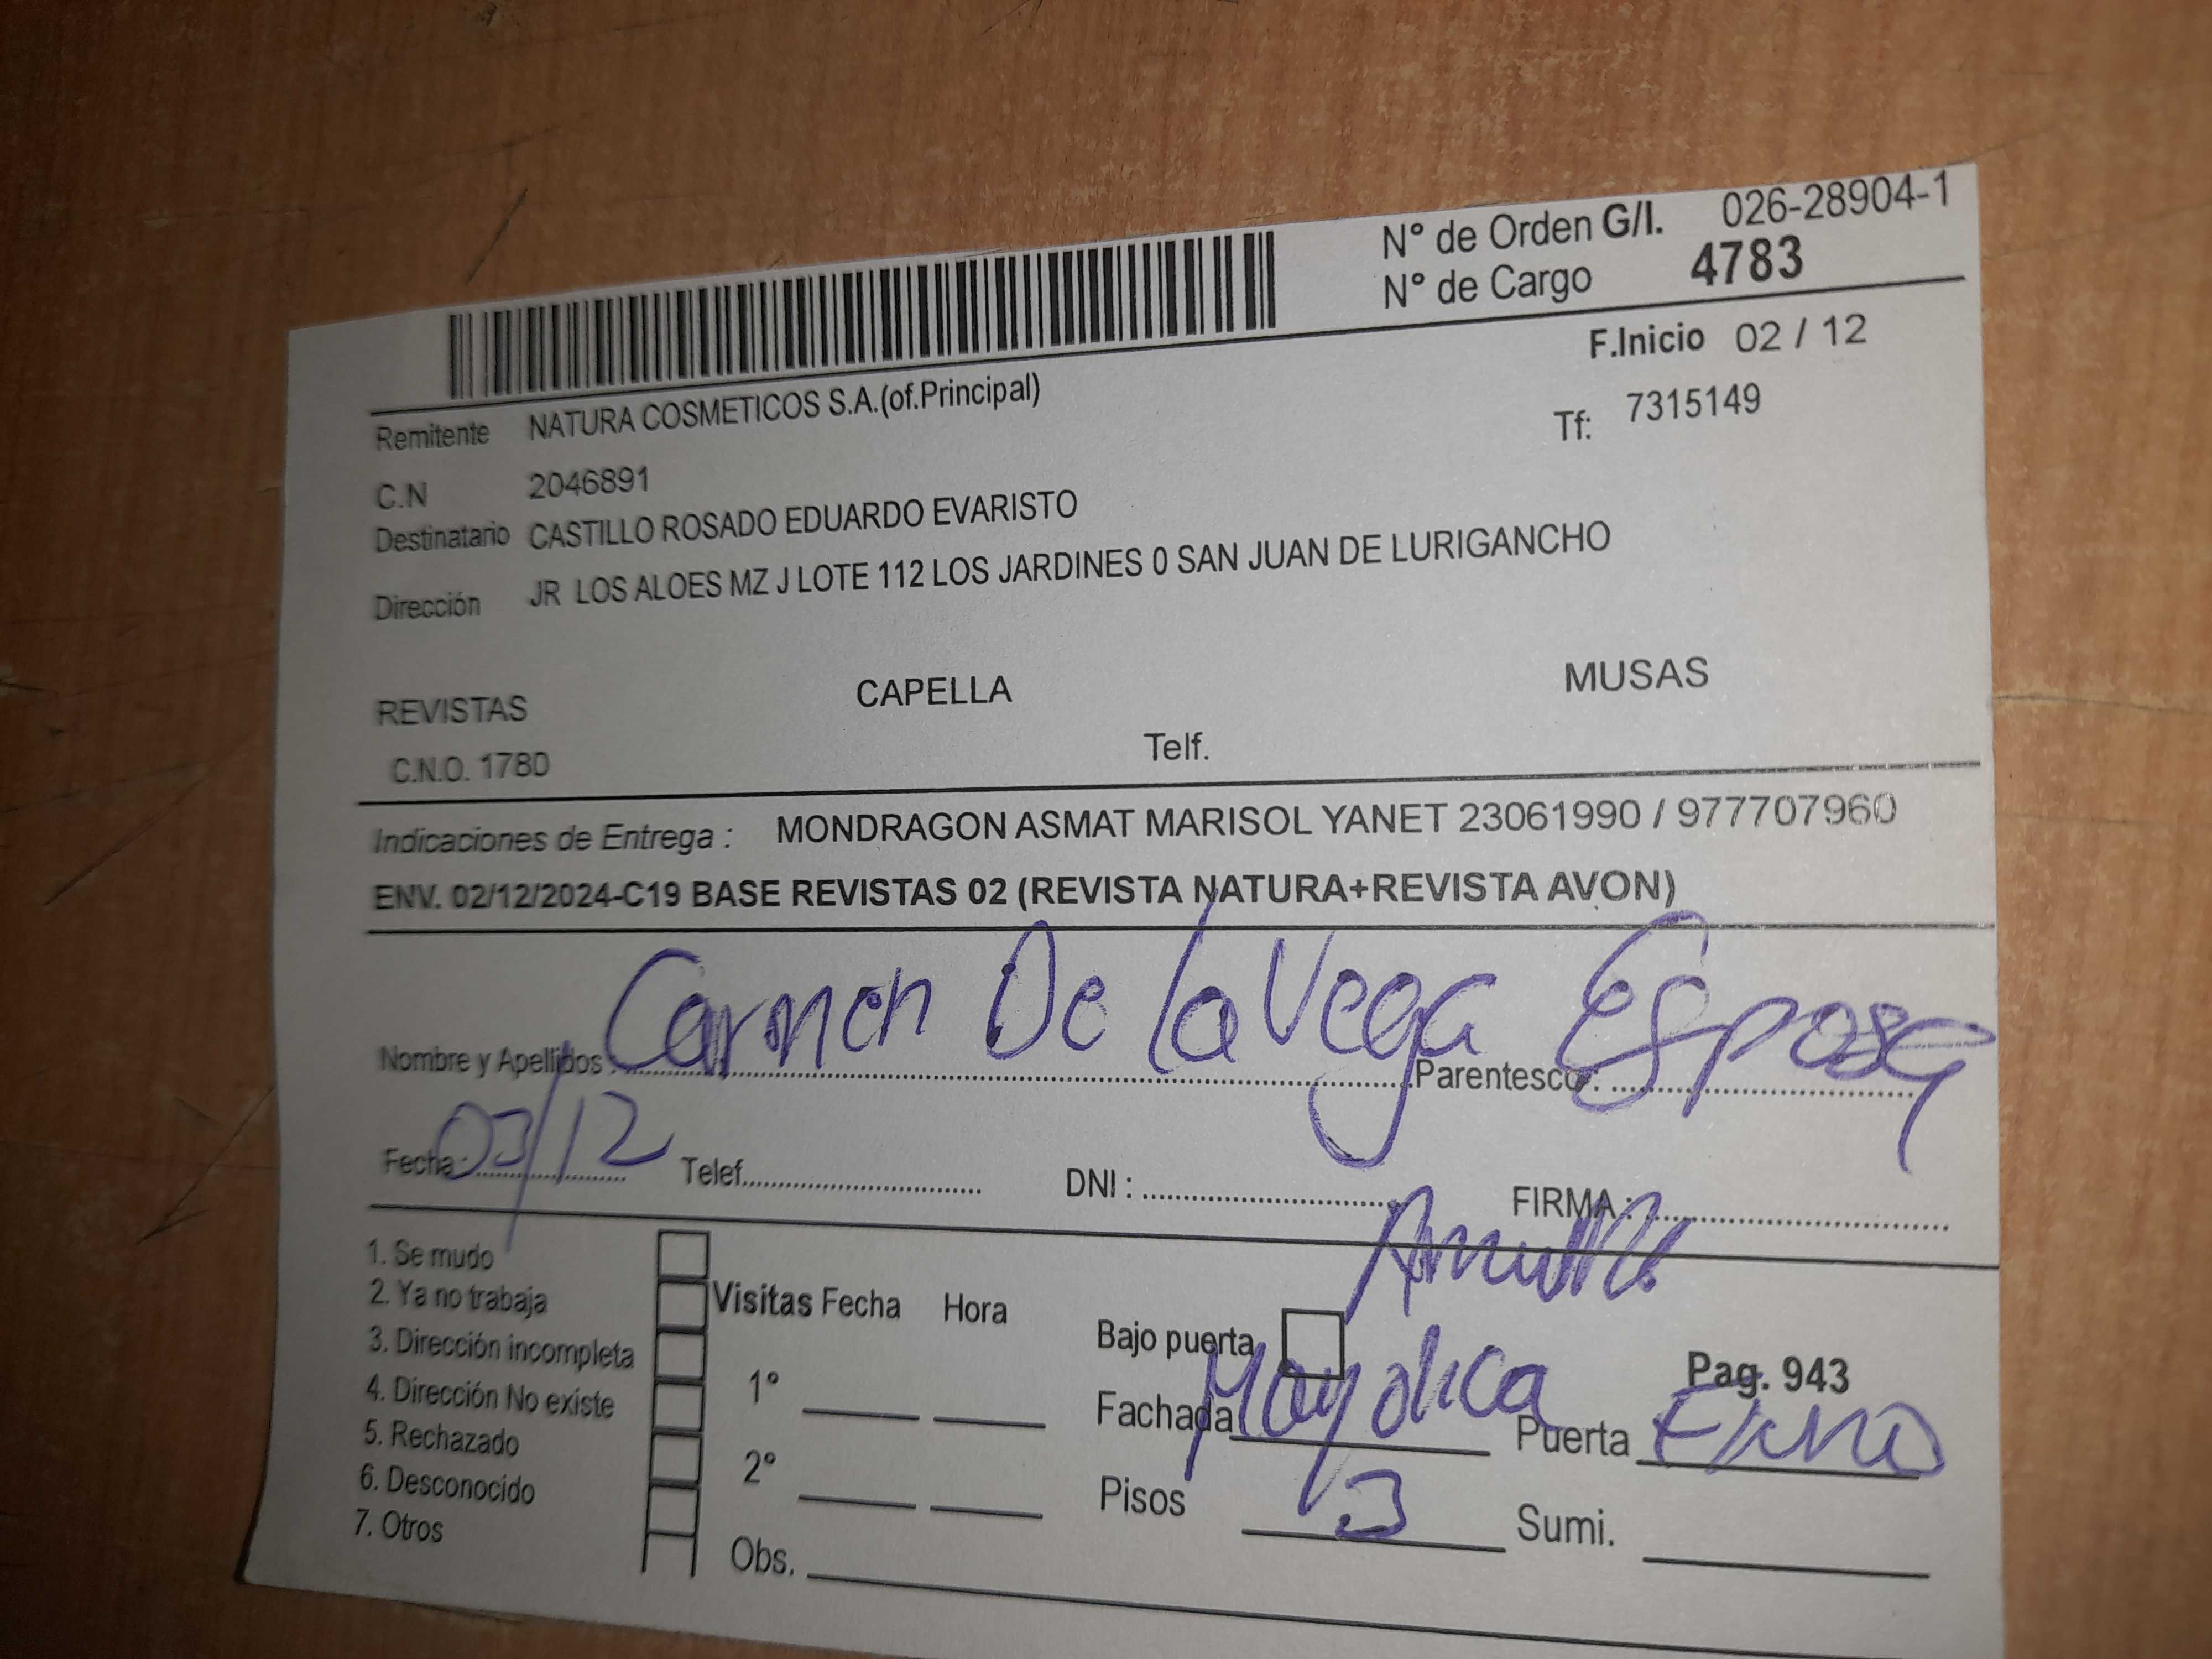 N° de Orden G/I. 026-28904-1
N° de Cargo 4783
F.Inicio 02 / 12
Remitente NATURA COSMETICOS S.A.(of.Principal)
Tf: 7315149
C.N 2046891
Destinatario CASTILLO ROSADO EDUARDO EVARISTO
Dirección JR LOS ALOES MZ J LOTE 112 LOS JARDINES 0 SAN JUAN DE LURIGANCHO
REVISTAS CAPELLA MUSAS
C.N.O. 1780 Telf.
Indicaciones de Entrega : MONDRAGON ASMAT MARISOL YANET 23061990 / 977707960
ENV. 02/12/2024-C19 BASE REVISTAS 02 (REVISTA NATURA+REVISTA AVON)
Nombre y Apellidos : Carmen De la Vega Parentesco : Esposa
Fecha : 03/12 Telef. DNI : FIRMA :
1. Se mudo
2. Ya no trabaja
3. Dirección incompleta
4. Dirección No existe
5. Rechazado
6. Desconocido
7. Otros
Visitas Fecha Hora
1°
2°
Obs.
Bajo puerta
Pag. 943
Fachada Mayolica Puerta Fierro
Pisos 3 Sumi.